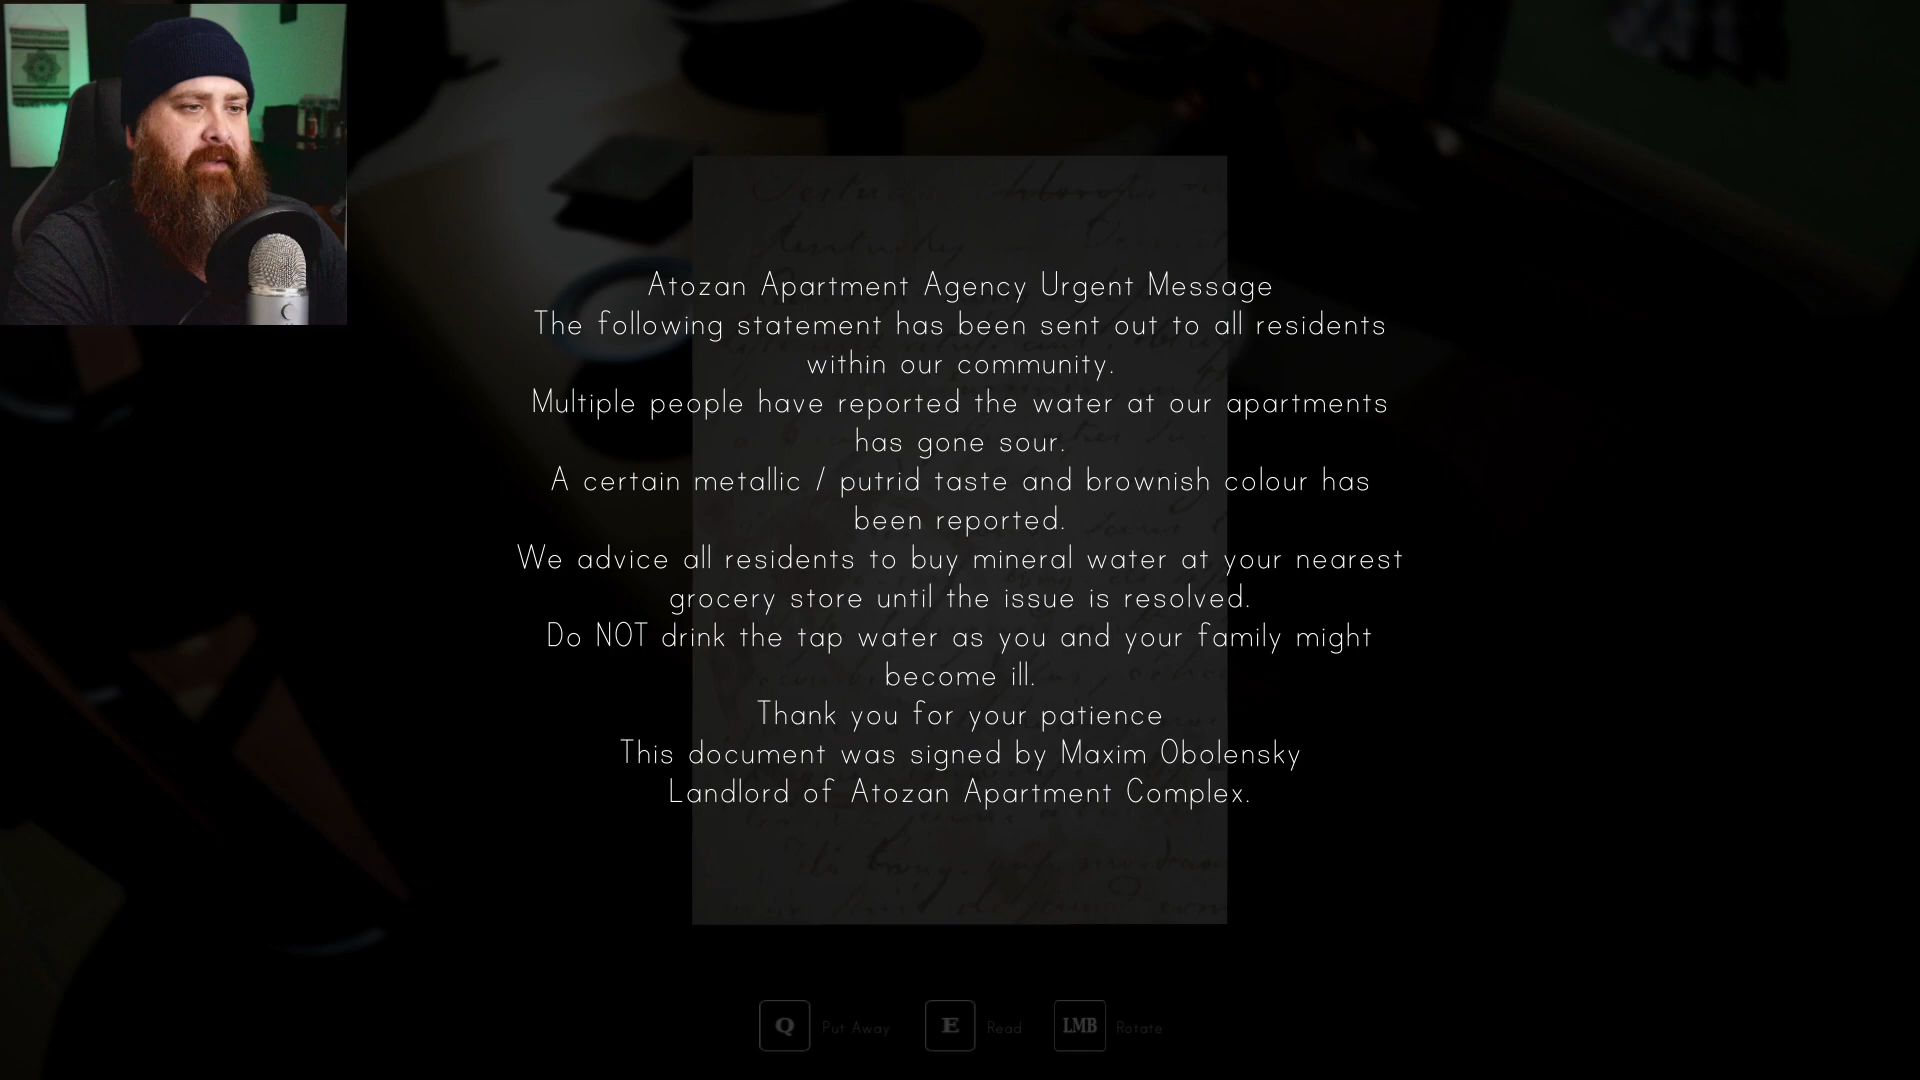 Atozan Apartment Agency Urgent Message
The following statement has been sent out to all residents
within our community.
Multiple people have reported the water at our apartments
has gone sour.
A certain metallic / putrid taste and brownish colour has
been reported.
We advice all residents to buy mineral water at your nearest
grocery store until the issue is resolved.
Do NOT drink the tap water as you and your family might
become ill.
Thank you for your patience
This document was signed by Maxim Obolensky
Landlord of Atozan Apartment Complex.
Q Put Away E Read LMB Rotate